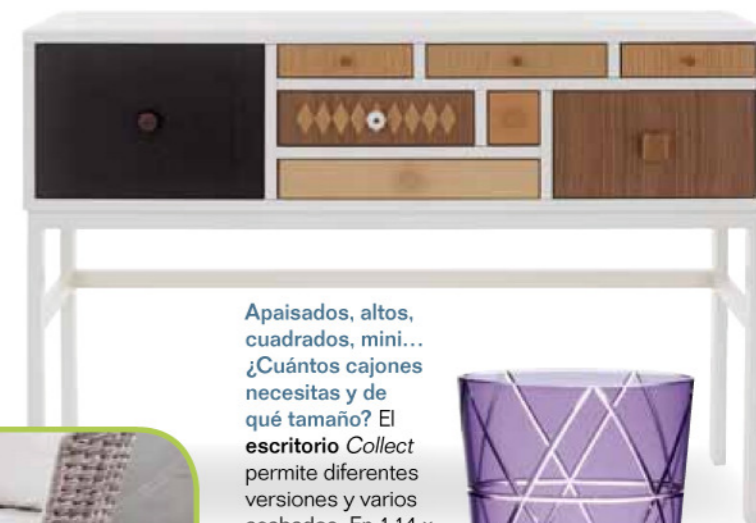 Apaisados, altos,
cuadrados, mini...
¿Cuántos cajones
necesitas y de
qué tamaño? El
escritorio Collect
permite diferentes
versiones y varios